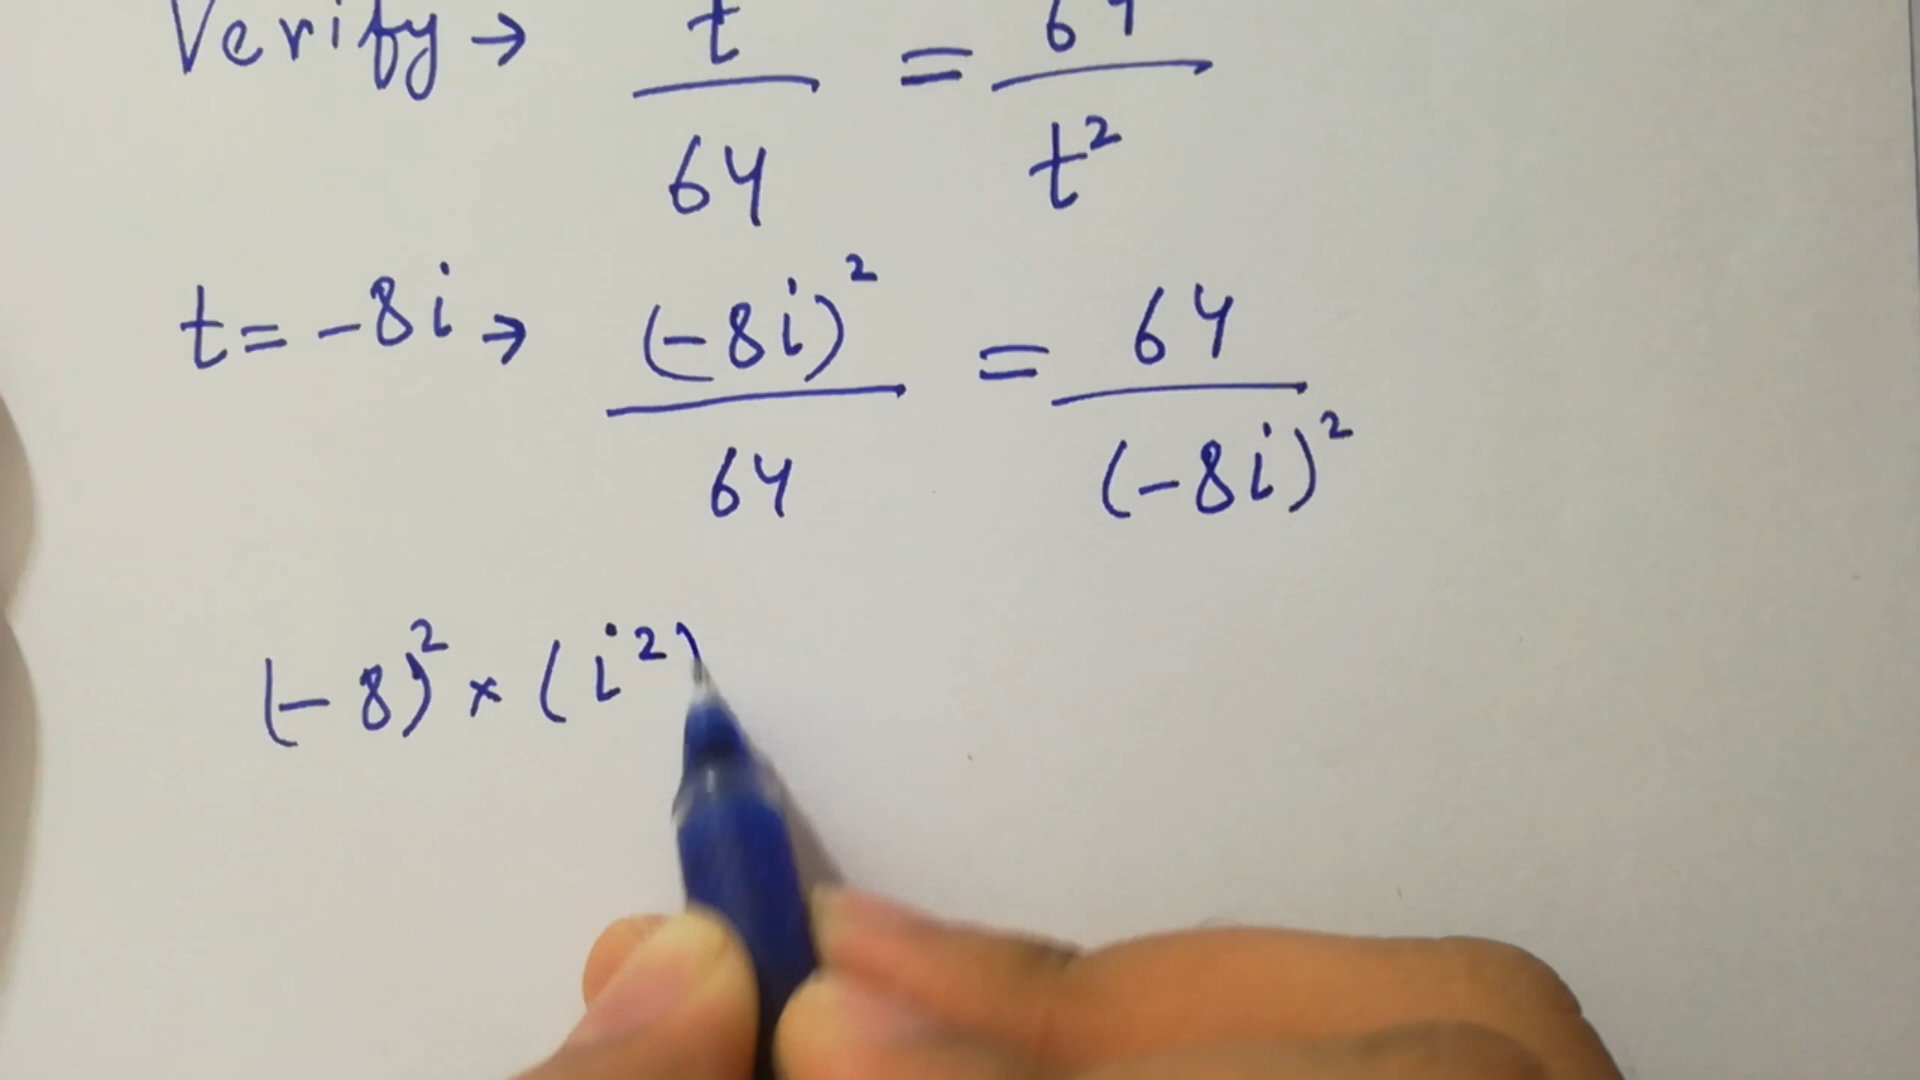 Verify → t/64 = 64/t²
t = -8i → (-8i)²/64 = 64/(-8i)²
(-8)² × (i²)